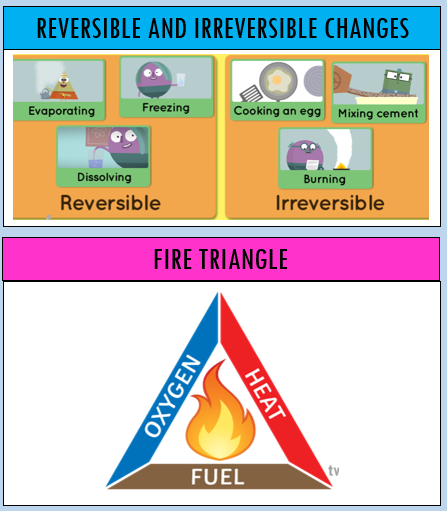 REVERSIBLE AND IRREVERSIBLE CHANGES
Evaporating
Freezing
Cooking an egg
Mixing cement
Dissolving
Burning
Reversible
Irreversible
FIRE TRIANGLE
OXYGEN
HEAT
FUEL
tv